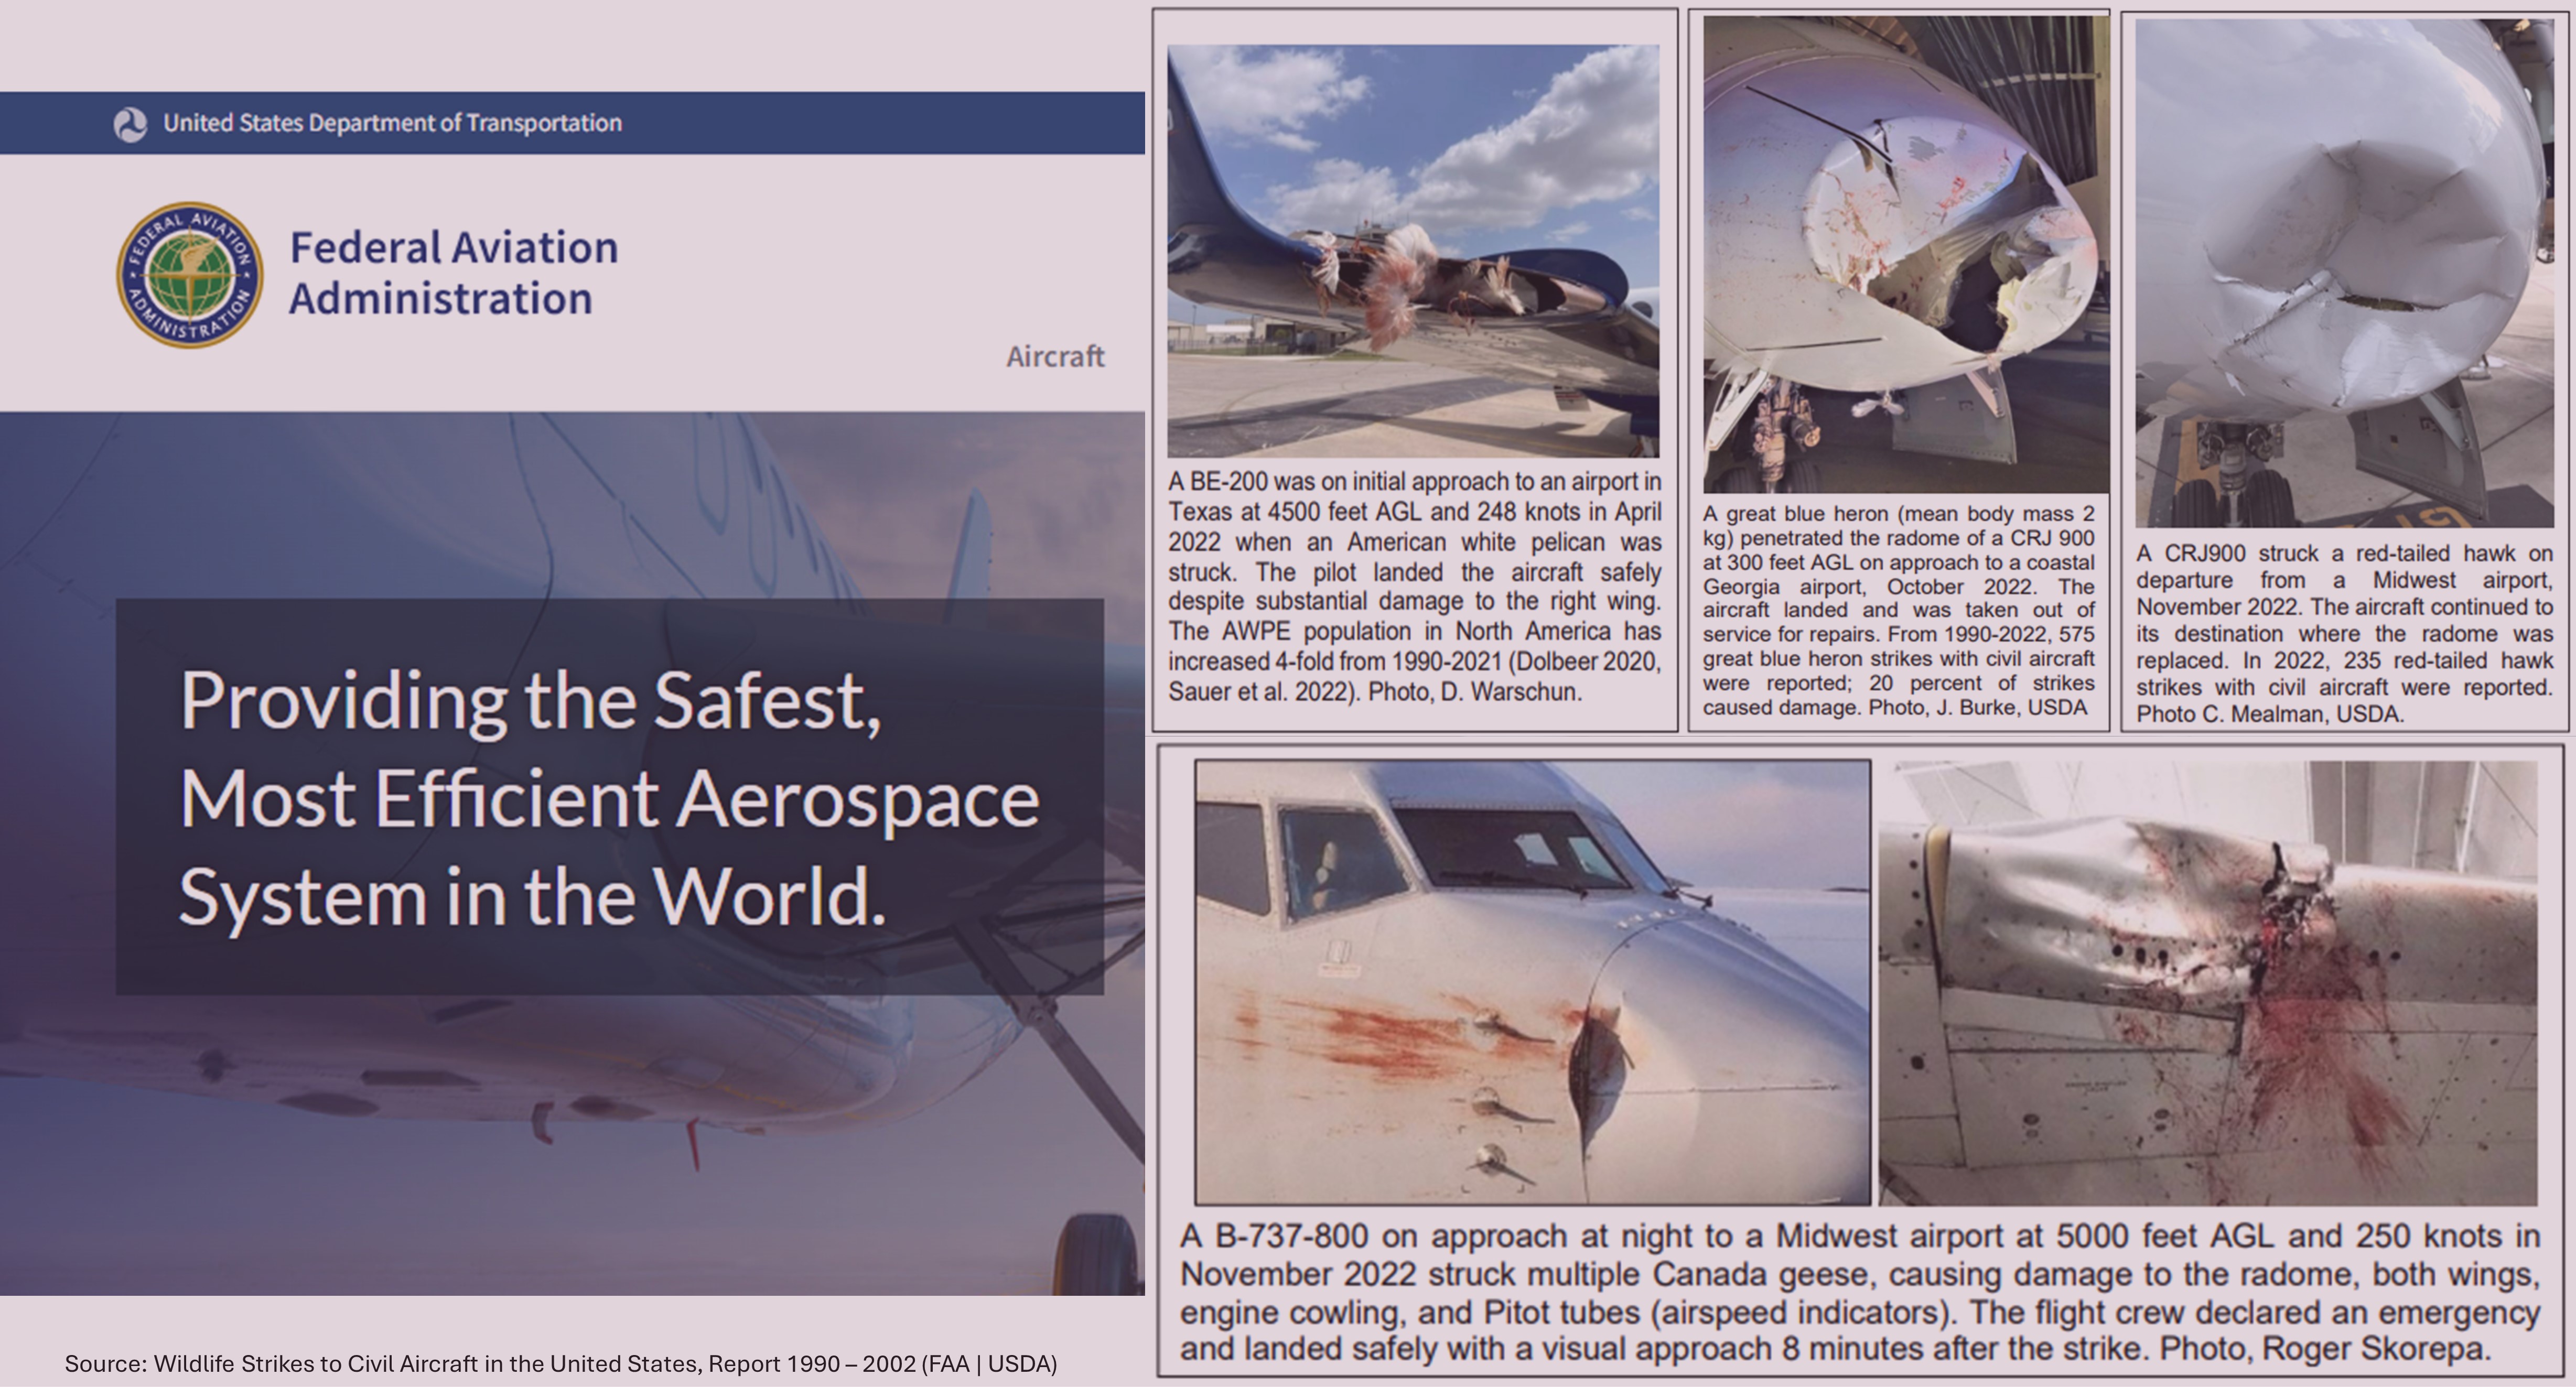 United States Department of Transportation
FEDERAL AVIATION
ADMINISTRATION
Federal Aviation
Administration
Aircraft
Providing the Safest,
Most Efficient Aerospace
System in the World.
Source: Wildlife Strikes to Civil Aircraft in the United States, Report 1990 – 2002 (FAA | USDA)
A BE-200 was on initial approach to an airport in
Texas at 4500 feet AGL and 248 knots in April
2022 when an American white pelican was
struck. The pilot landed the aircraft safely
despite substantial damage to the right wing.
The AWPE population in North America has
increased 4-fold from 1990-2021 (Dolbeer 2020,
Sauer et al. 2022). Photo, D. Warschun.
A great blue heron (mean body mass 2
kg) penetrated the radome of a CRJ 900
at 300 feet AGL on approach to a coastal
Georgia airport, October 2022. The
aircraft landed and was taken out of
service for repairs. From 1990-2022, 575
great blue heron strikes with civil aircraft
were reported; 20 percent of strikes
caused damage. Photo, J. Burke, USDA
A CRJ900 struck a red-tailed hawk on
departure from a Midwest airport,
November 2022. The aircraft continued to
its destination where the radome was
replaced. In 2022, 235 red-tailed hawk
strikes with civil aircraft were reported.
Photo C. Mealman, USDA.
A B-737-800 on approach at night to a Midwest airport at 5000 feet AGL and 250 knots in
November 2022 struck multiple Canada geese, causing damage to the radome, both wings,
engine cowling, and Pitot tubes (airspeed indicators). The flight crew declared an emergency
and landed safely with a visual approach 8 minutes after the strike. Photo, Roger Skorepa.